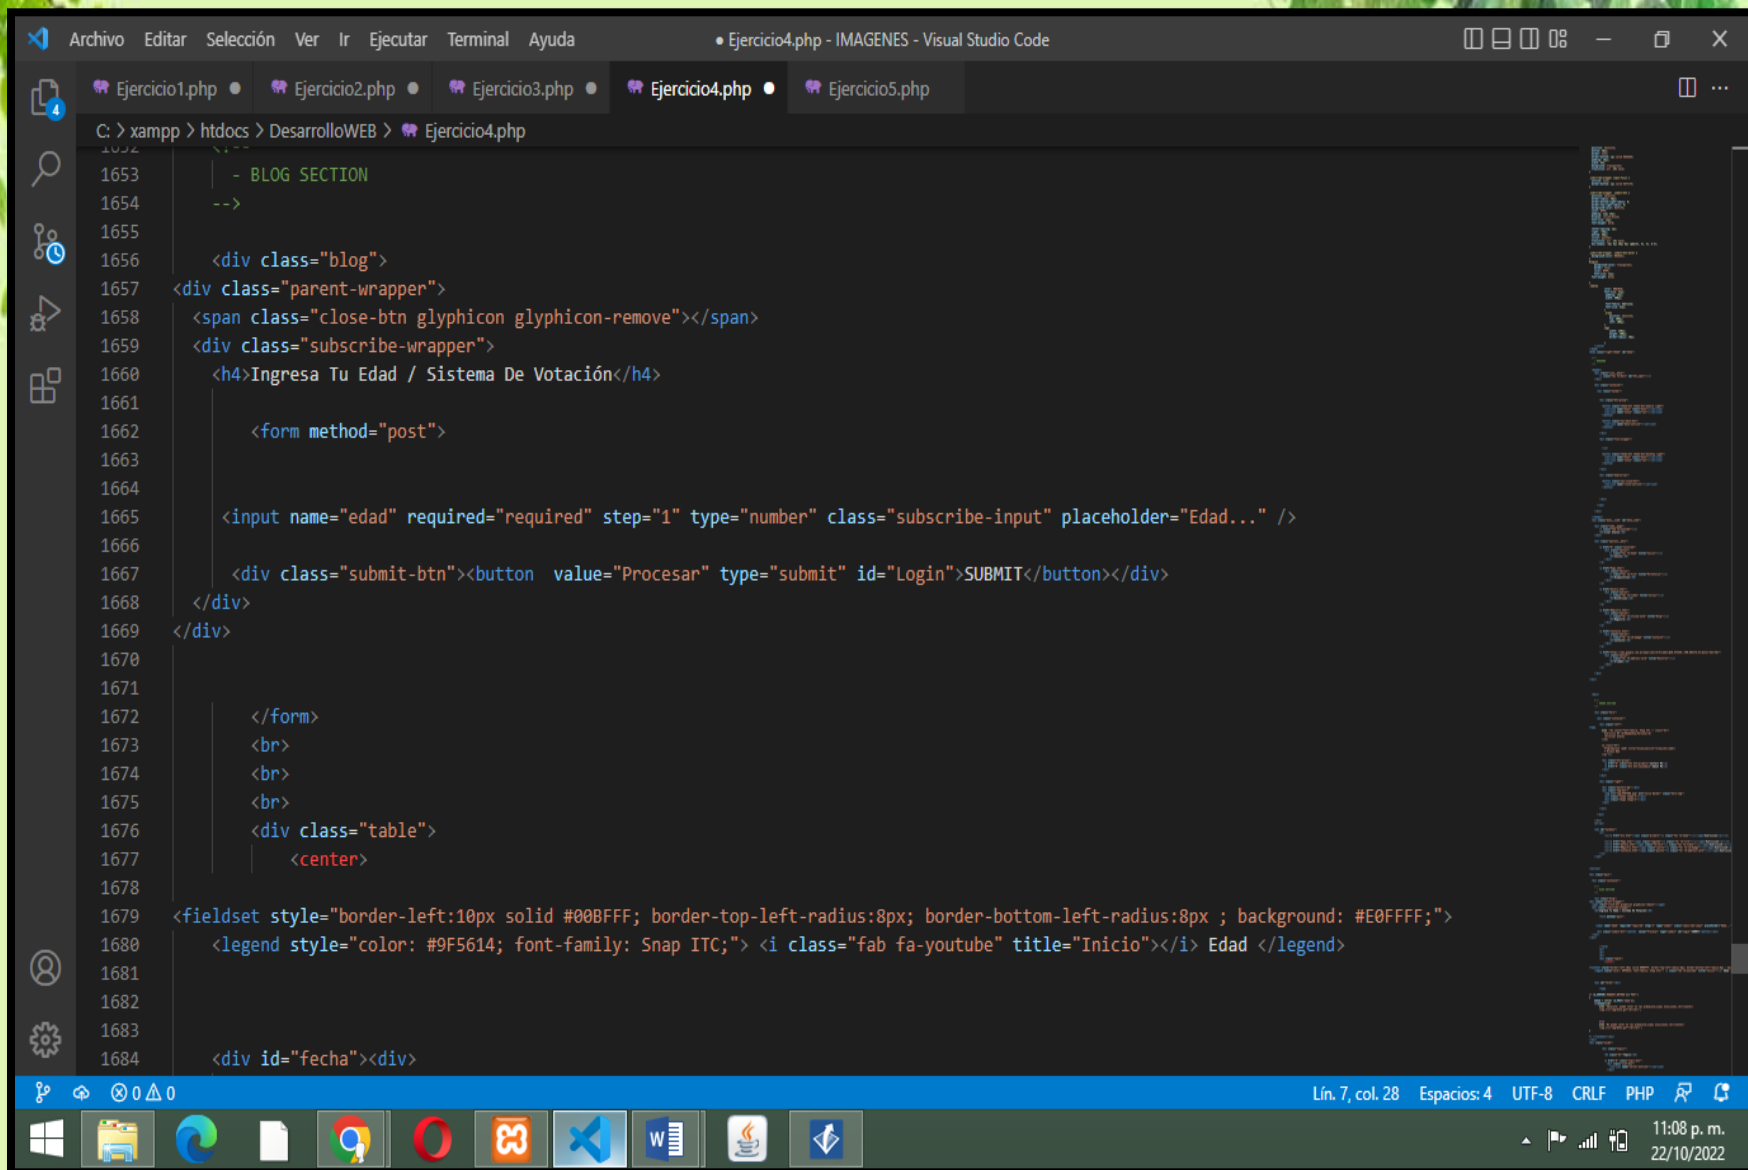 Archivo Editar Selección Ver Ir Ejecutar Terminal Ayuda
● Ejercicio4.php - IMAGENES - Visual Studio Code
Ejercicio1.php ● Ejercicio2.php ● Ejercicio3.php ● Ejercicio4.php ● Ejercicio5.php
4
C: > xampp > htdocs > DesarrolloWEB > Ejercicio4.php
1652 <!--
1653 - BLOG SECTION
1654 -->
1655
1656 <div class="blog">
1657 <div class="parent-wrapper">
1658 <span class="close-btn glyphicon glyphicon-remove"></span>
1659 <div class="subscribe-wrapper">
1660 <h4>Ingresa Tu Edad / Sistema De Votación</h4>
1661
1662 <form method="post">
1663
1664
1665 <input name="edad" required="required" step="1" type="number" class="subscribe-input" placeholder="Edad..." />
1666
1667 <div class="submit-btn"><button  value="Procesar" type="submit" id="Login">SUBMIT</button></div>
1668 </div>
1669 </div>
1670
1671
1672 </form>
1673 <br>
1674 <br>
1675 <br>
1676 <div class="table">
1677 <center>
1678
1679 <fieldset style="border-left:10px solid #00BFFF; border-top-left-radius:8px; border-bottom-left-radius:8px ; background: #E0FFFF;">
1680 <legend style="color: #9F5614; font-family: Snap ITC;"> <i class="fab fa-youtube" title="Inicio"></i> Edad </legend>
1681
1682
1683
1684 <div id="fecha"><div>
0 0
Lín. 7, col. 28 Espacios: 4 UTF-8 CRLF PHP
11:08 p. m.
22/10/2022